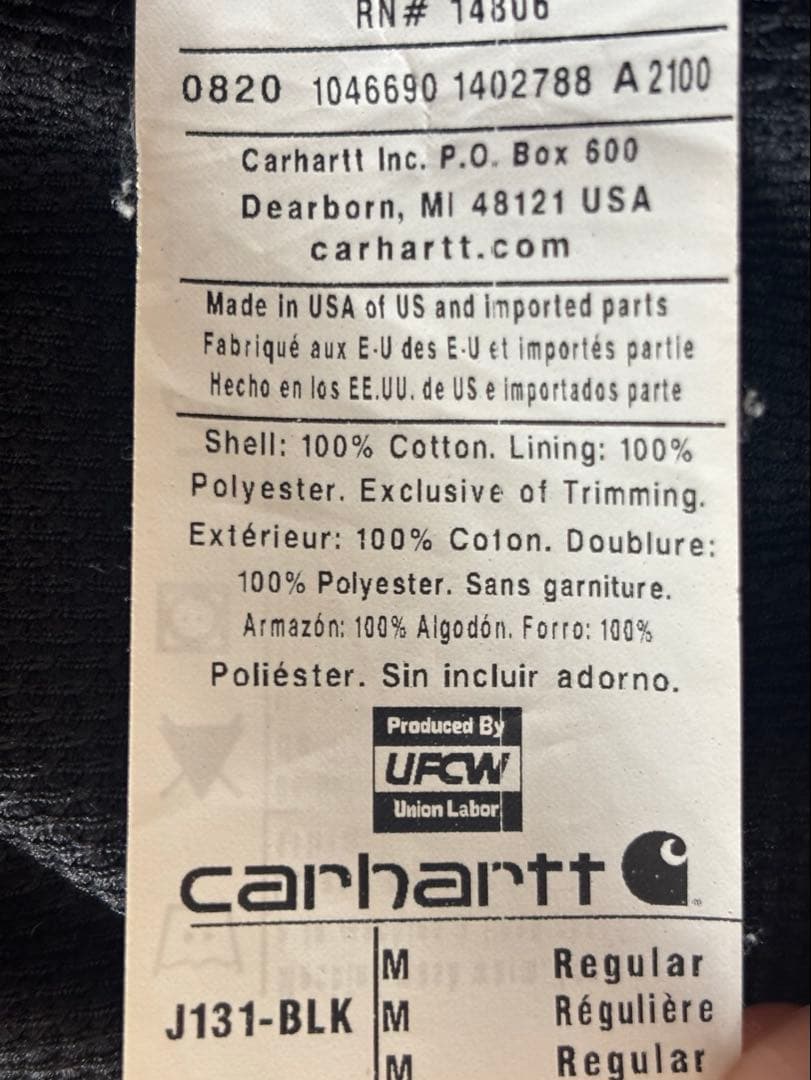 RN# 14806
0820 1046690 1402788 A 2100
Carhartt Inc. P.O. Box 600
Dearborn, MI 48121 USA
carhartt.com
Made in USA of US and imported parts
Fabriqué aux E-U des E-U et importés partie
Hecho en los EE.UU. de US e importados parte
Shell: 100% Cotton. Lining: 100%
Polyester. Exclusive of Trimming.
Extérieur: 100% Coton. Doublure:
100% Polyester. Sans garniture.
Armazón: 100% Algodón. Forro: 100%
Poliéster. Sin incluir adorno.
Produced By
UFCW
Union Labor
carhartt
M Regular
J131-BLK M Régulière
M Regular